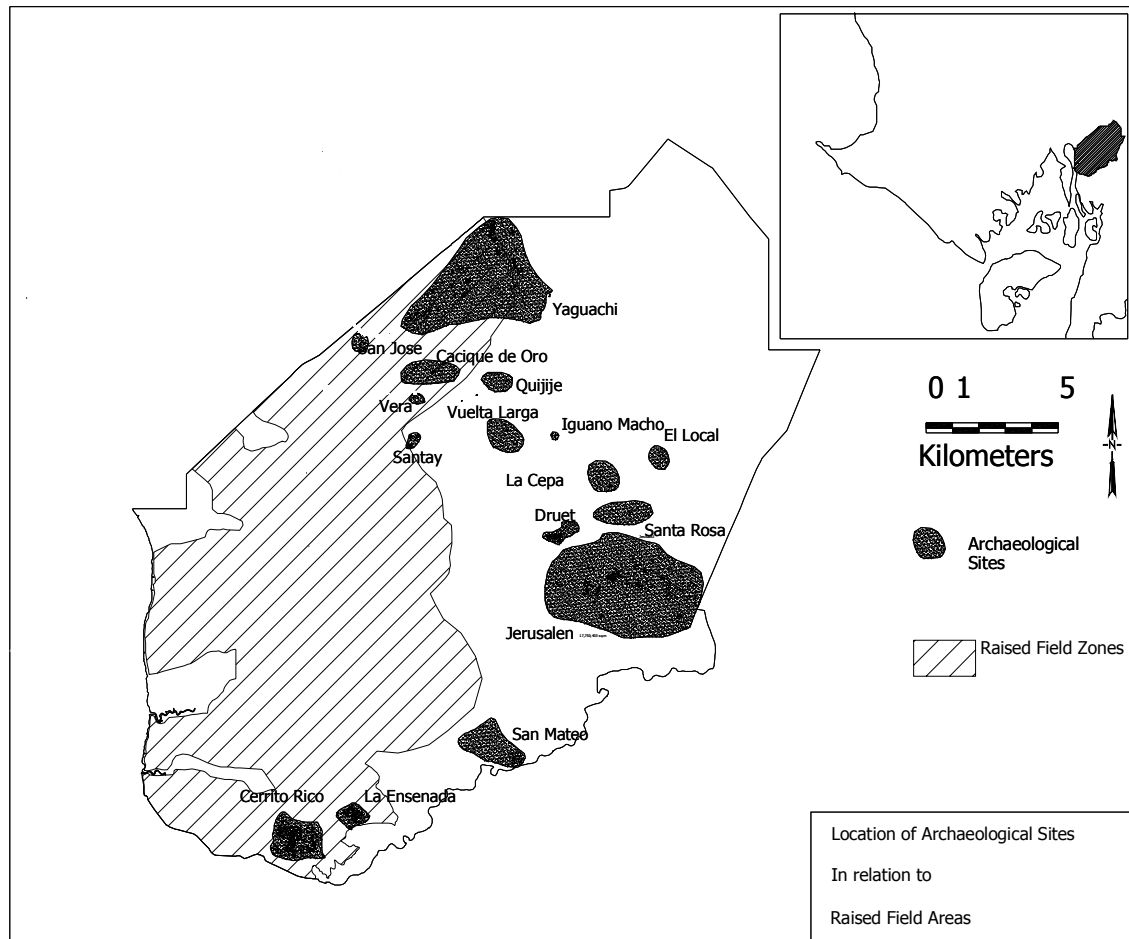 Yaguachi
San Jose
Cacique de Oro
Quijije
Vera
Vuelta Larga
Iguano Macho
El Local
Santay
La Cepa
Druet
Santa Rosa
Jerusalen
San Mateo
Cerrito Rico
La Ensenada
0 1 5
Kilometers
N
Archaeological
Sites
Raised Field Zones
Location of Archaeological Sites
In relation to
Raised Field Areas